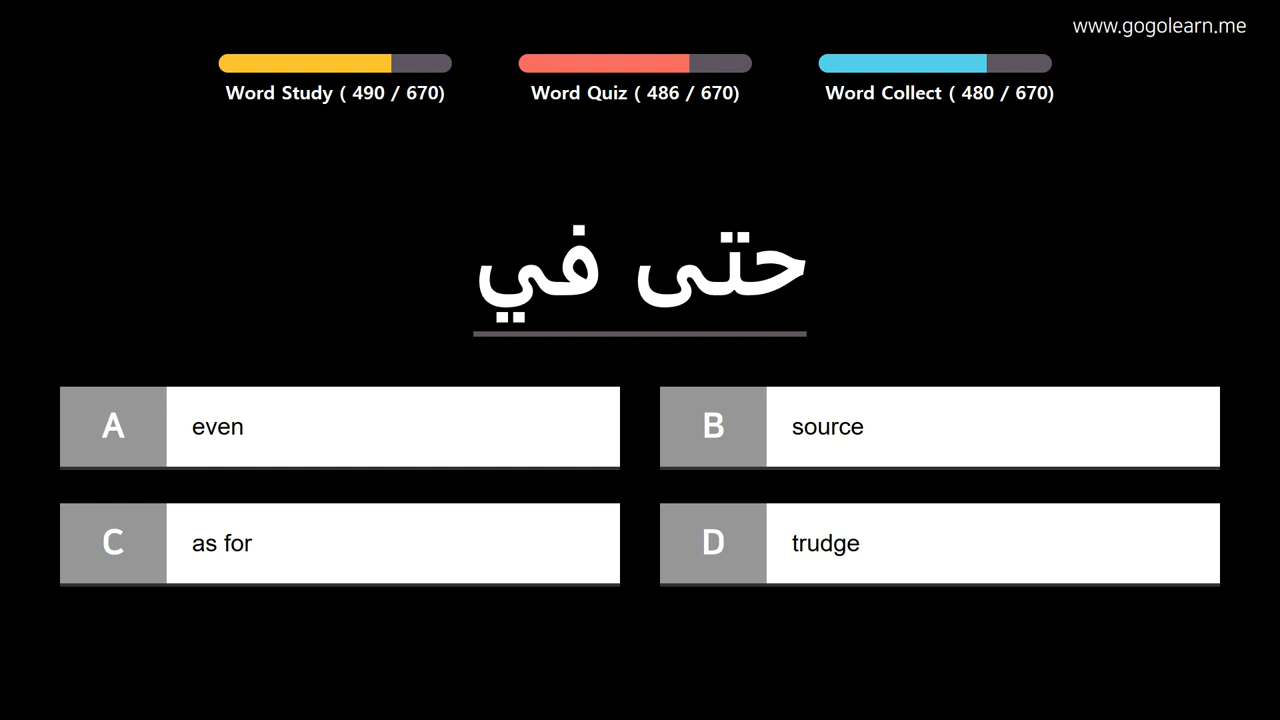 www.gogolearn.me
Word Study ( 490 / 670)
Word Quiz ( 486 / 670)
Word Collect ( 480 / 670)
حتى في
A even
B source
C as for
D trudge